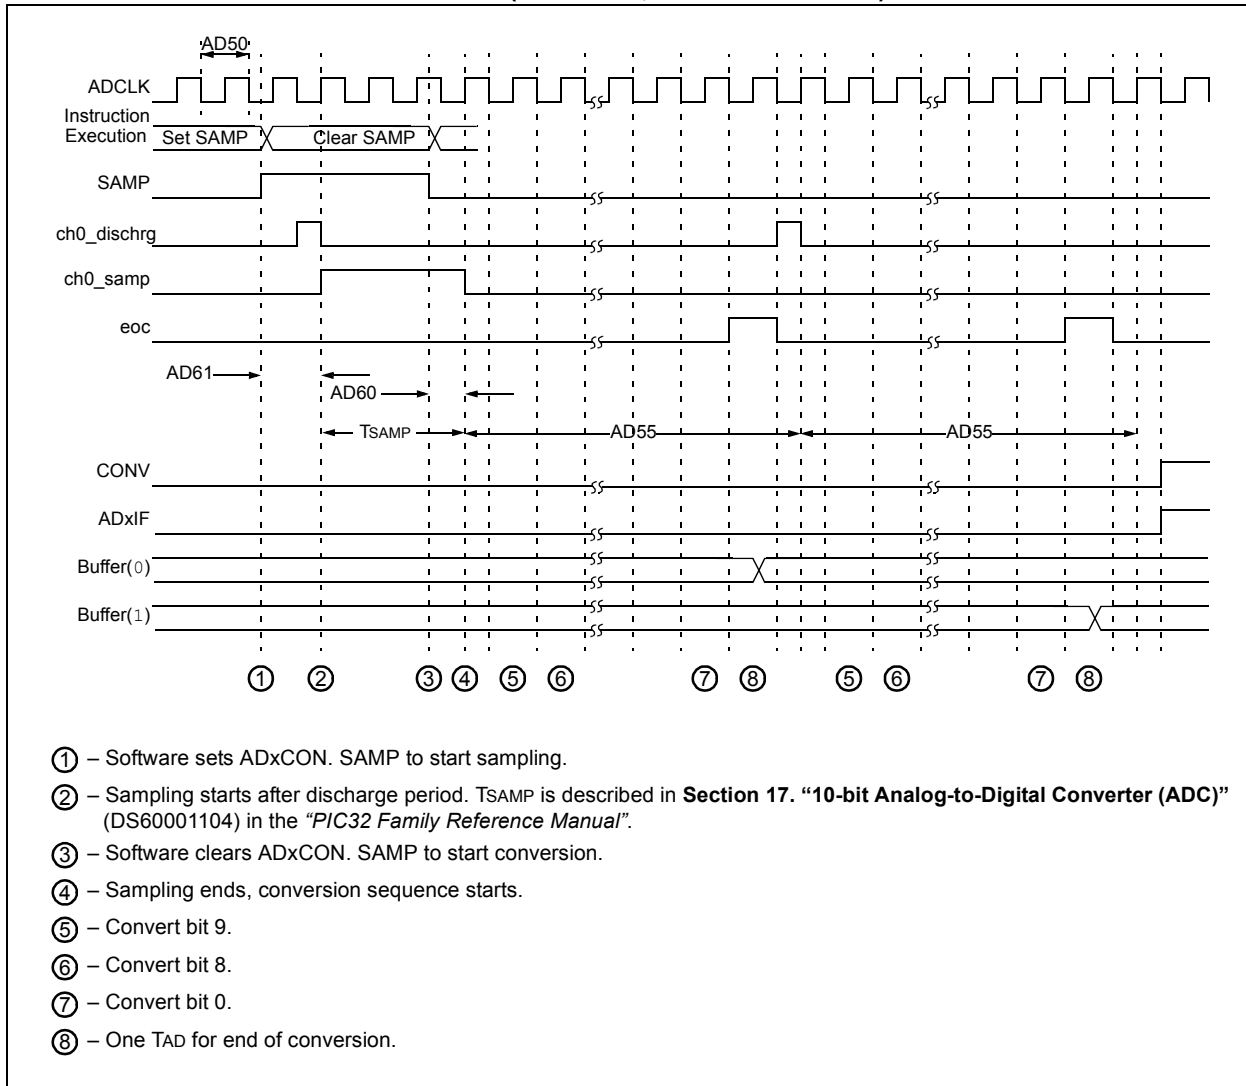 AD50
ADCLK
Instruction
Execution Set SAMP Clear SAMP
SAMP
ch0_dischrg
ch0_samp
eoc
AD61
AD60
TSAMP AD55 AD55
CONV
ADxIF
Buffer(0)
Buffer(1)
① ② ③ ④ ⑤ ⑥ ⑦ ⑧ ⑤ ⑥ ⑦ ⑧
① – Software sets ADxCON. SAMP to start sampling.
② – Sampling starts after discharge period. TSAMP is described in Section 17. “10-bit Analog-to-Digital Converter (ADC)”
(DS60001104) in the “PIC32 Family Reference Manual”.
③ – Software clears ADxCON. SAMP to start conversion.
④ – Sampling ends, conversion sequence starts.
⑤ – Convert bit 9.
⑥ – Convert bit 8.
⑦ – Convert bit 0.
⑧ – One TAD for end of conversion.